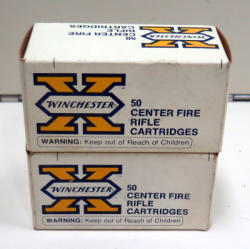 50
CENTER FIRE
RIFLE
CARTRIDGES
X
WINCHESTER
50
CENTER FIRE
RIFLE
CARTRIDGES
WARNING: Keep out of Reach of Children
X
WINCHESTER
50
CENTER FIRE
RIFLE
CARTRIDGES
WARNING: Keep out of Reach of Children